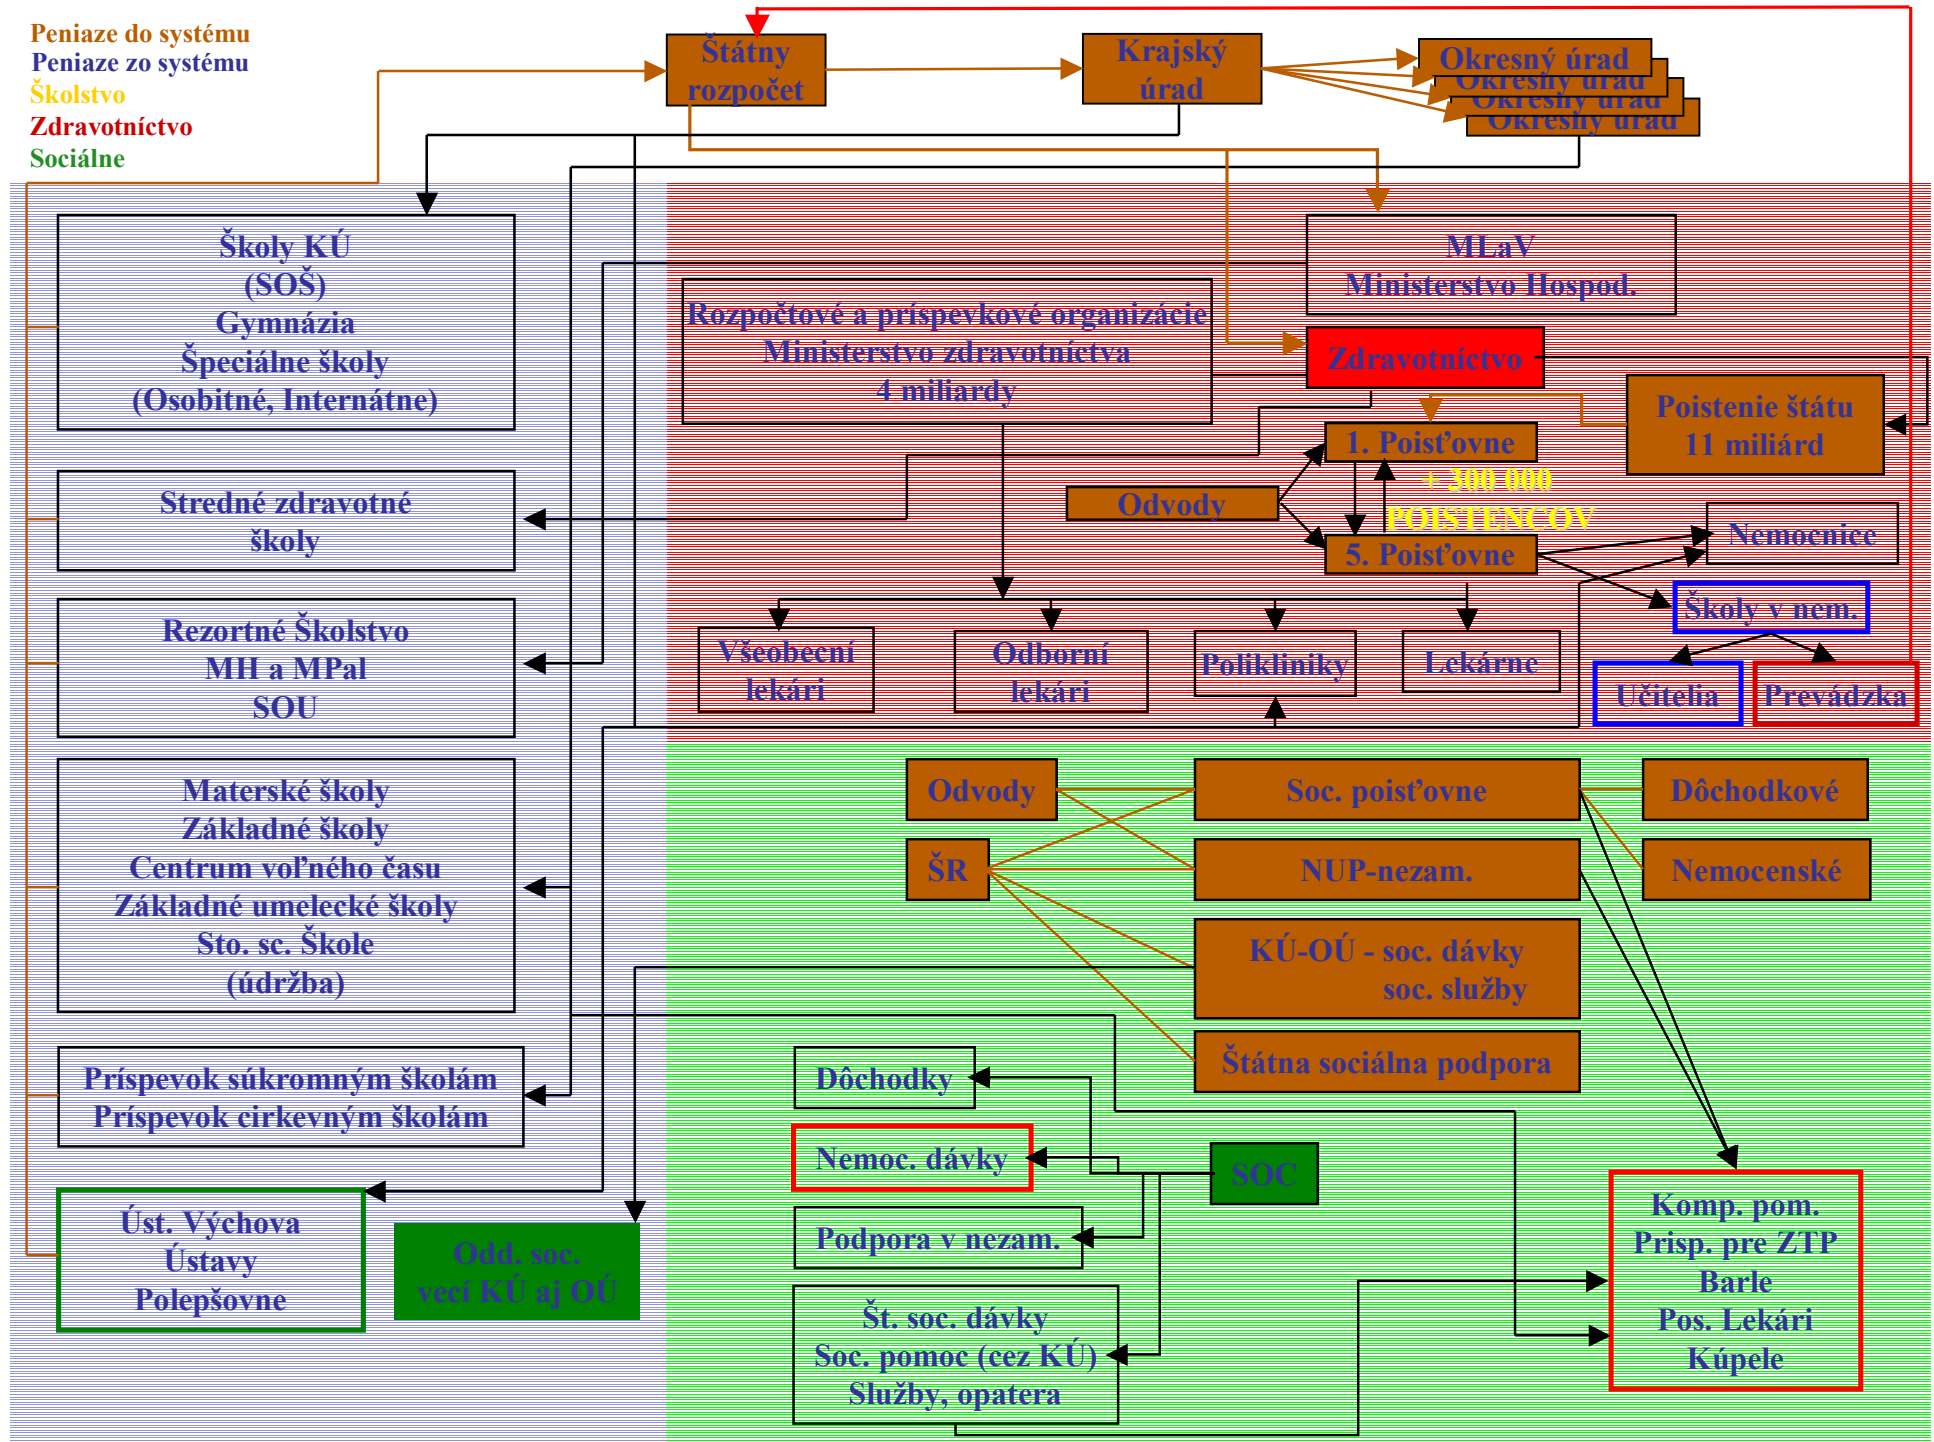 Peniaze do systému
Peniaze zo systému
Školstvo
Zdravotníctvo
Sociálne
Štátny
rozpočet
Krajský
úrad
Okresný úrad
Okresný úrad
Okresný úrad
Okresný úrad
Školy KÚ
(SOŠ)
Gymnázia
Špeciálne školy
(Osobitné, Internátne)
Stredné zdravotné
školy
Rezortné Školstvo
MH a MPal
SOU
Materské školy
Základné školy
Centrum voľného času
Základné umelecké školy
Sto. sc. Škole
(údržba)
Príspevok súkromným školám
Príspevok cirkevným školám
Úst. Výchova
Ústavy
Polepšovne
Odd. soc.
vecí KÚ aj OÚ
MLaV
Ministerstvo Hospod.
Rozpočtové a príspevkové organizácie
Ministerstvo zdravotníctva
4 miliardy
Zdravotníctvo
Poistenie štátu
11 miliárd
1. Poisťovne
+ 300 000
POISTENCOV
Odvody
5. Poisťovne
Nemocnice
Školy v nem.
Učitelia
Prevádzka
Všeobecní
lekári
Odborní
lekári
Polikliniky
Lekárne
Odvody
Soc. poisťovne
Dôchodkové
ŠR
NUP-nezam.
Nemocenské
KÚ-OÚ - soc. dávky
soc. služby
Štátna sociálna podpora
Dôchodky
Nemoc. dávky
SOC
Podpora v nezam.
Št. soc. dávky
Soc. pomoc (cez KÚ)
Služby, opatera
Komp. pom.
Prisp. pre ZTP
Barle
Pos. Lekári
Kúpele